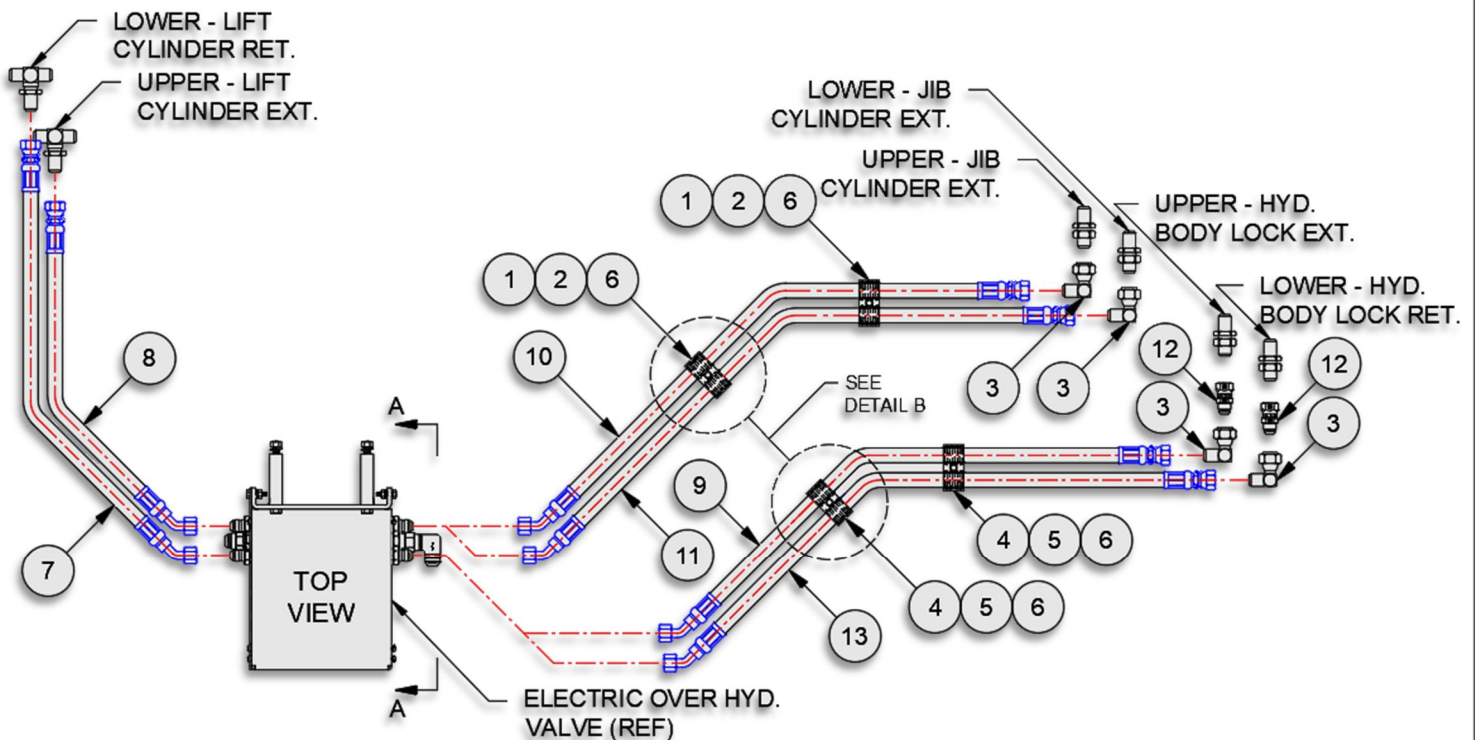 LOWER - LIFT
CYLINDER RET.
UPPER - LIFT
CYLINDER EXT.
LOWER - JIB
CYLINDER EXT.
UPPER - JIB
CYLINDER EXT.
UPPER - HYD.
BODY LOCK EXT.
LOWER - HYD.
BODY LOCK RET.
1 2 6
1 2 6
10
8
3
3
12
12
3
3
SEE
DETAIL B
A
9
11
7
TOP
VIEW
4 5 6
4 5 6
13
A
ELECTRIC OVER HYD.
VALVE (REF)